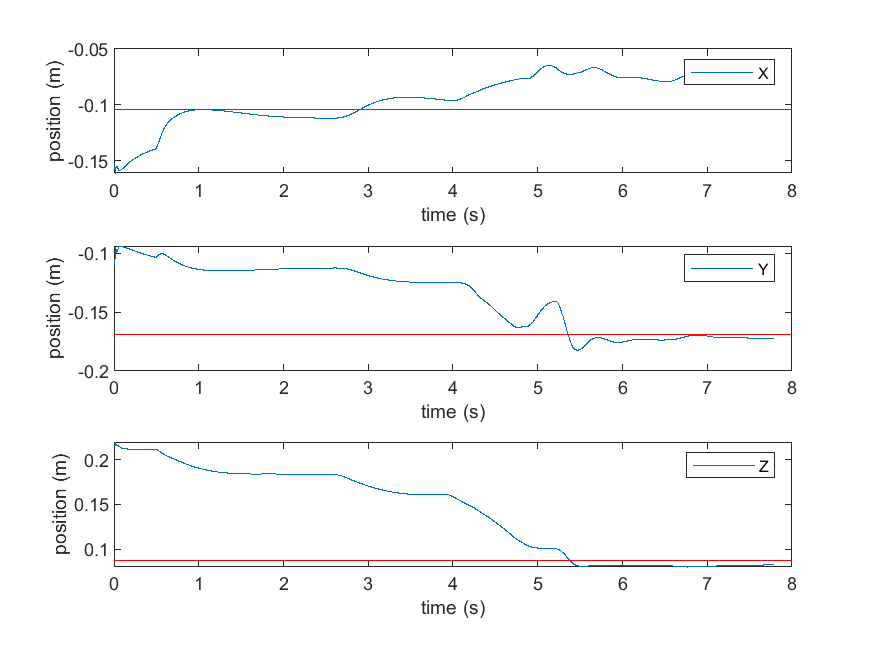 -0.05
-0.1
-0.15
position (m)
X
0 1 2 3 4 5 6 7 8
time (s)
-0.1
-0.15
-0.2
position (m)
Y
0 1 2 3 4 5 6 7 8
time (s)
0.2
0.15
0.1
position (m)
Z
0 1 2 3 4 5 6 7 8
time (s)